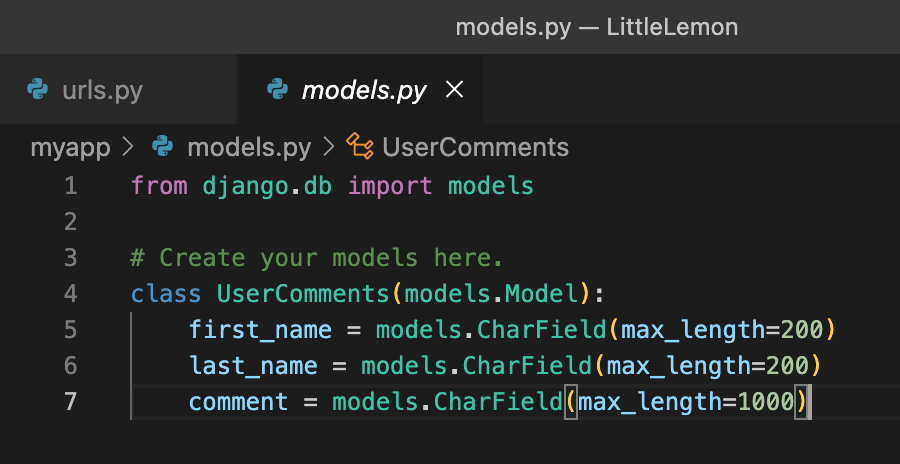 models.py — LittleLemon
urls.py models.py
myapp > models.py > UserComments
1 from django.db import models
2
3 # Create your models here.
4 class UserComments(models.Model):
5     first_name = models.CharField(max_length=200)
6     last_name = models.CharField(max_length=200)
7     comment = models.CharField(max_length=1000)